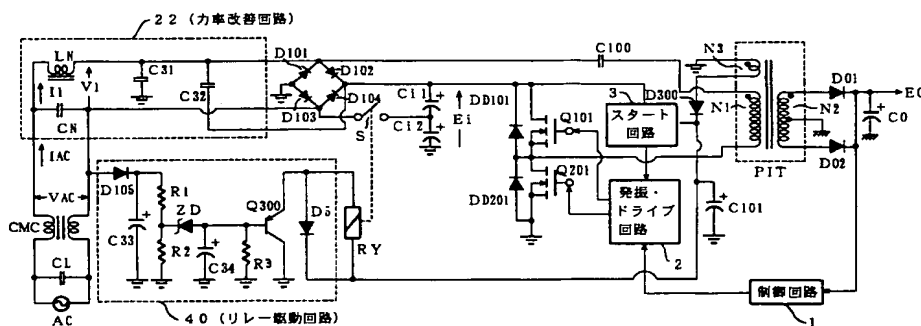 22（力率改善回路）
LN
I1
V1
CN
C31
C32
D101
D102
D103
D104
S
Ci1
Ci2
Ei
C100
DD101
DD201
Q101
Q201
3
スタート回路
D300
発振・ドライブ回路
2
C101
N3
N1
N2
PIT
D01
D02
C0
E0
制御回路
1
IAC
VAC
CMC
CL
AC
D105
C33
R1
R2
ZD
C34
R3
Q300
D5
RY
40（リレー駆動回路）